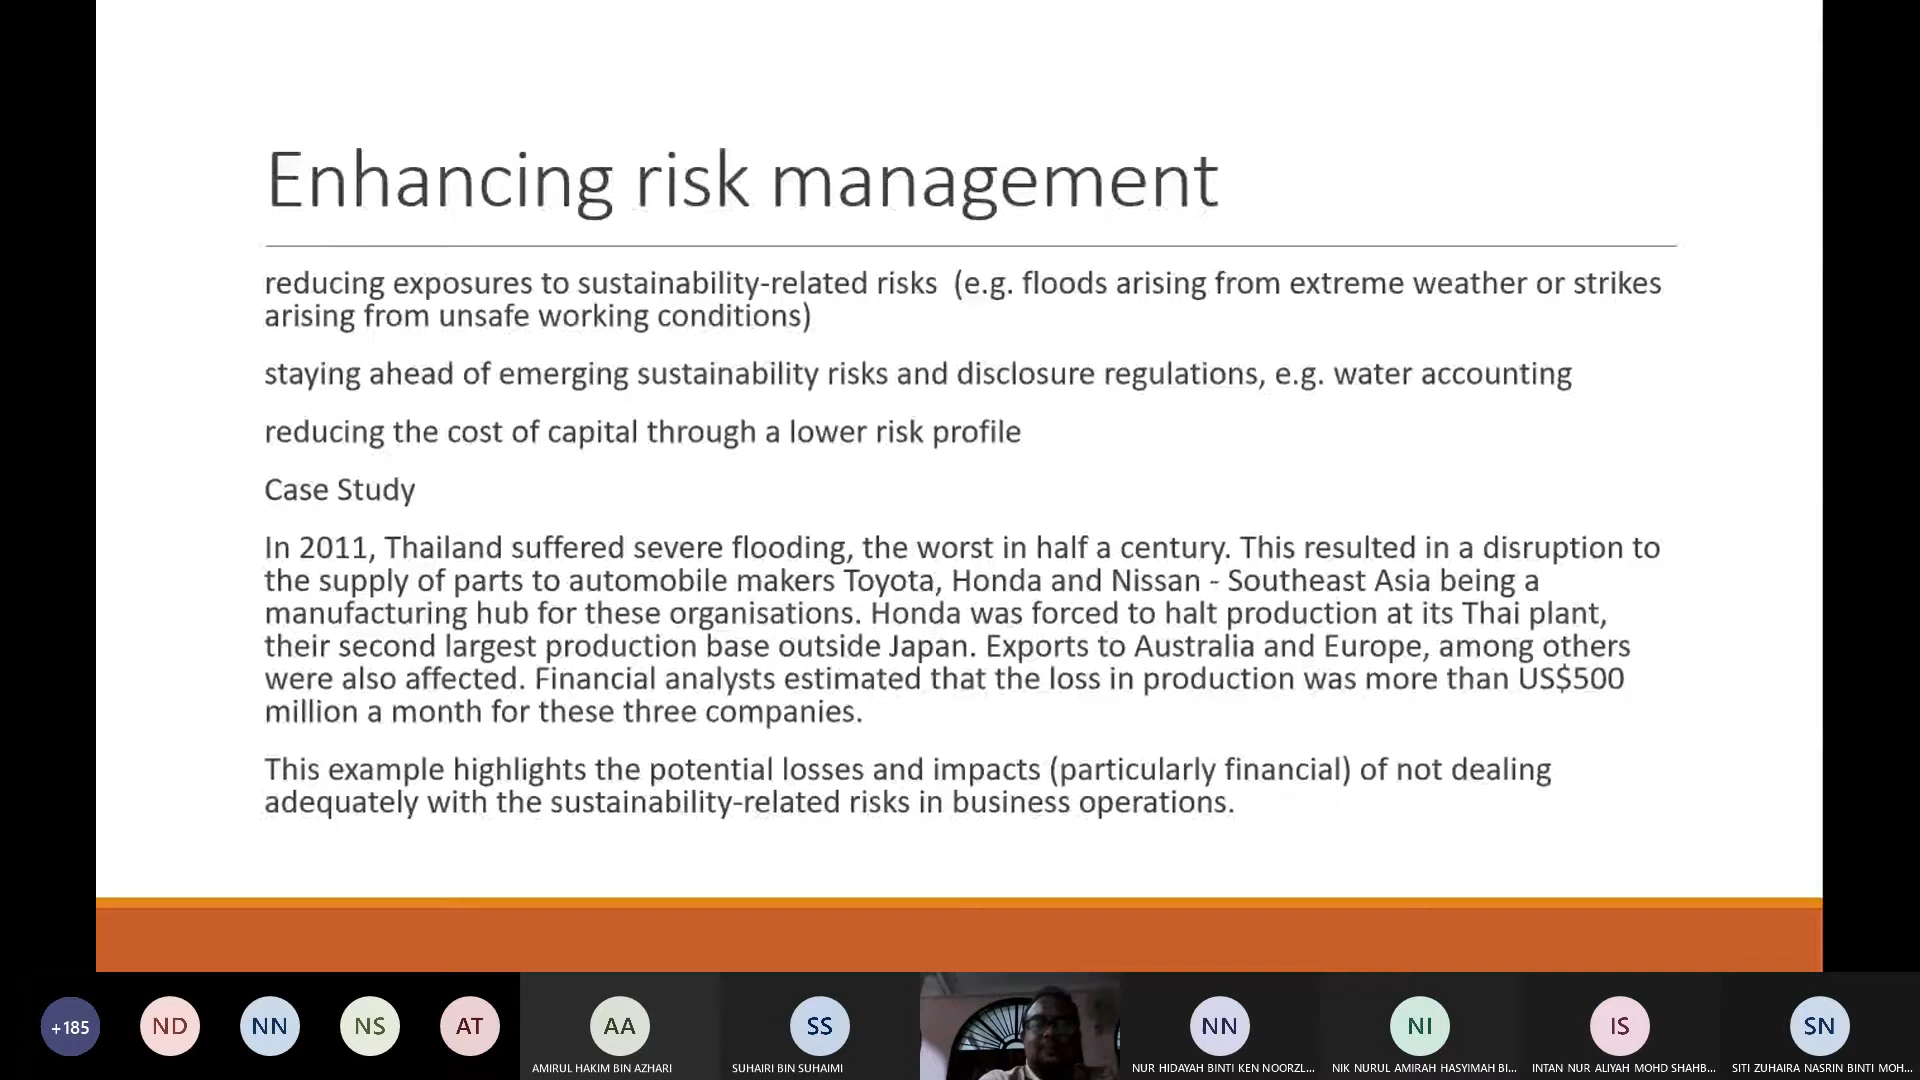 Enhancing risk management
reducing exposures to sustainability-related risks  (e.g. floods arising from extreme weather or strikes
arising from unsafe working conditions)
staying ahead of emerging sustainability risks and disclosure regulations, e.g. water accounting
reducing the cost of capital through a lower risk profile
Case Study
In 2011, Thailand suffered severe flooding, the worst in half a century. This resulted in a disruption to
the supply of parts to automobile makers Toyota, Honda and Nissan - Southeast Asia being a
manufacturing hub for these organisations. Honda was forced to halt production at its Thai plant,
their second largest production base outside Japan. Exports to Australia and Europe, among others
were also affected. Financial analysts estimated that the loss in production was more than US$500
million a month for these three companies.
This example highlights the potential losses and impacts (particularly financial) of not dealing
adequately with the sustainability-related risks in business operations.
+185 ND NN NS AT AA SS NN NI IS SN
AMIRUL HAKIM BIN AZHARI SUHAIRI BIN SUHAIMI NUR HIDAYAH BINTI KEN NOORZL... NIK NURUL AMIRAH HASYIMAH BI... INTAN NUR ALIYAH MOHD SHAHB... SITI ZUHAIRA NASRIN BINTI MOH...